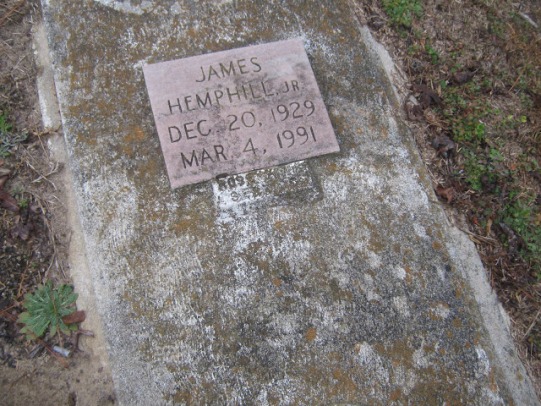 JAMES
HEMPHILL, JR
DEC. 20, 1929
MAR. 4, 1991